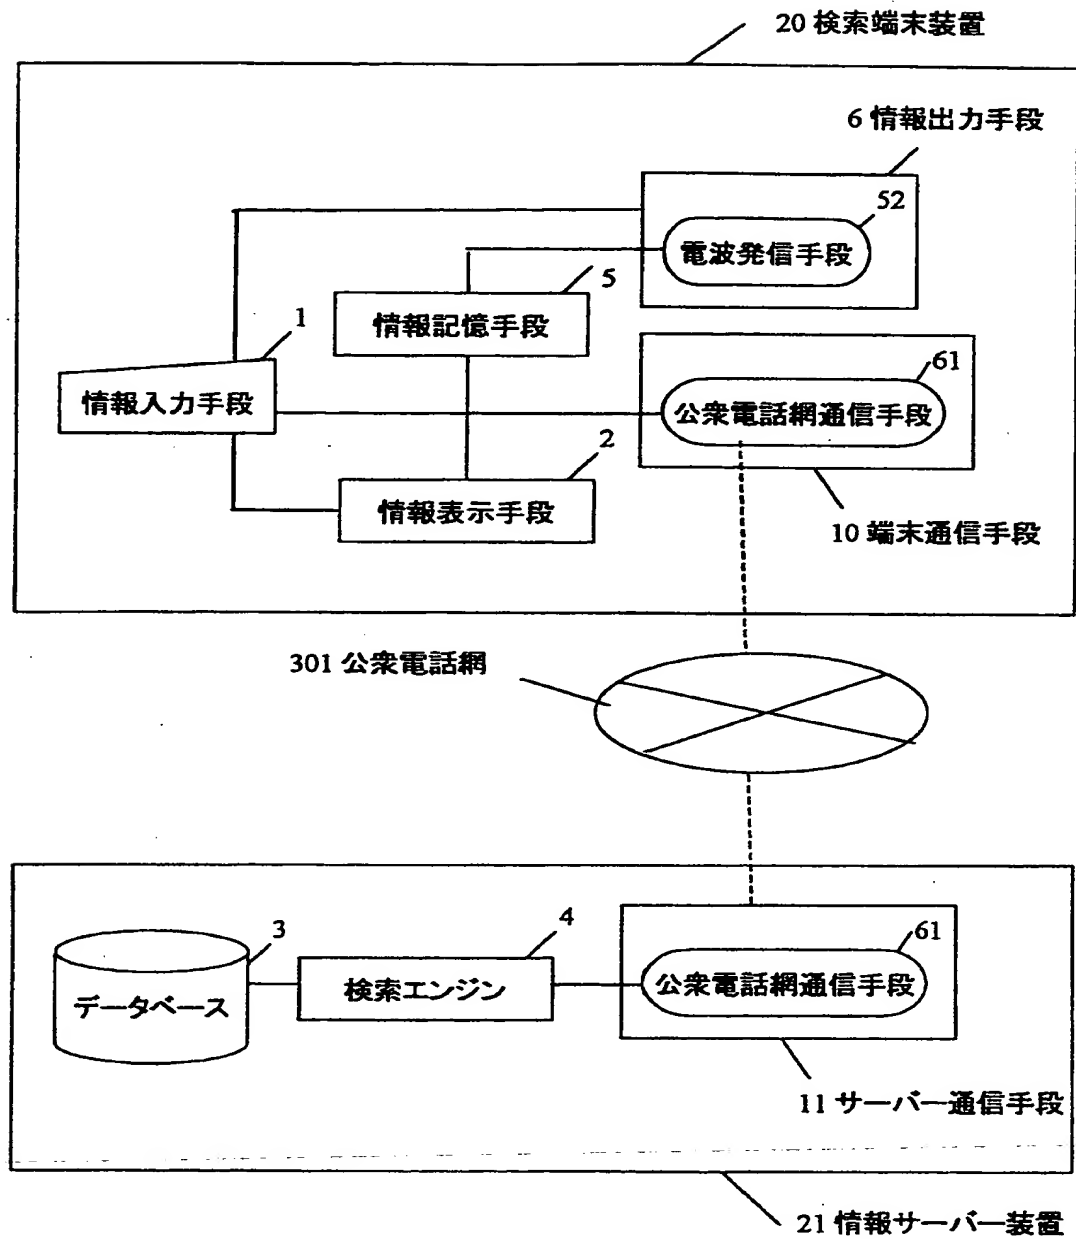 20 検索端末装置
6 情報出力手段
52
電波発信手段
5
情報記憶手段
1
情報入力手段
61
公衆電話網通信手段
2
情報表示手段
10 端末通信手段
301 公衆電話網
3
データベース
4
検索エンジン
61
公衆電話網通信手段
11 サーバー通信手段
21 情報サーバー装置